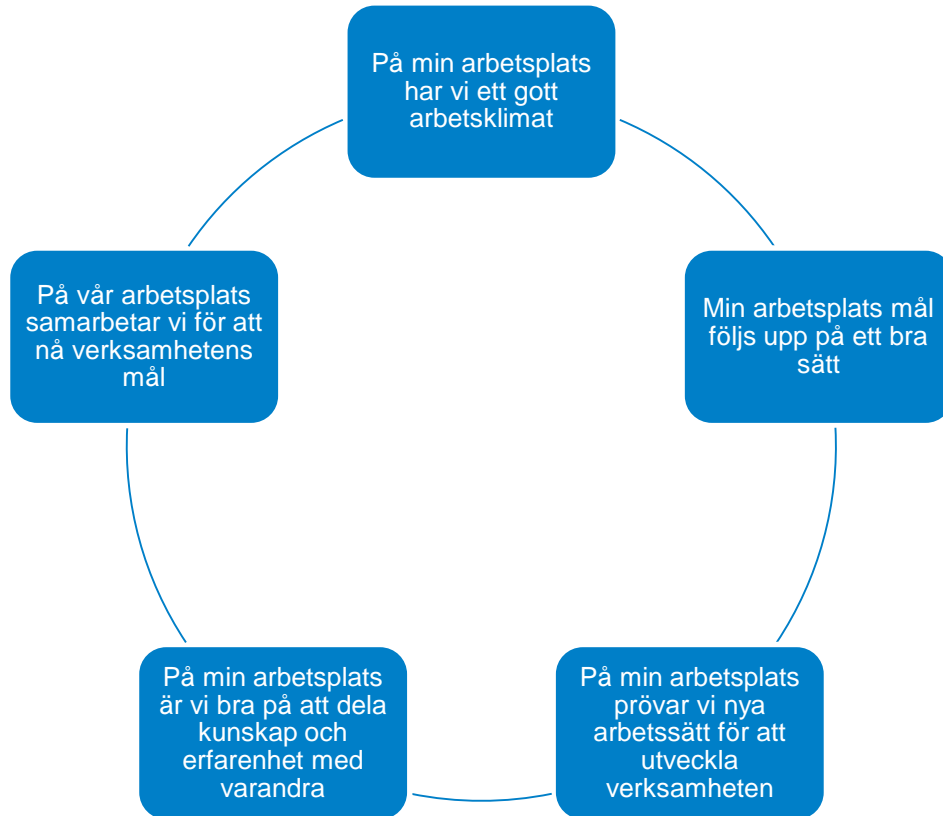 På min arbetsplats
har vi ett gott
arbetsklimat
Min arbetsplats mål
följs upp på ett bra
sätt
På min arbetsplats
prövar vi nya
arbetssätt för att
utveckla
verksamheten
På min arbetsplats
är vi bra på att dela
kunskap och
erfarenhet med
varandra
På vår arbetsplats
samarbetar vi för att
nå verksamhetens
mål